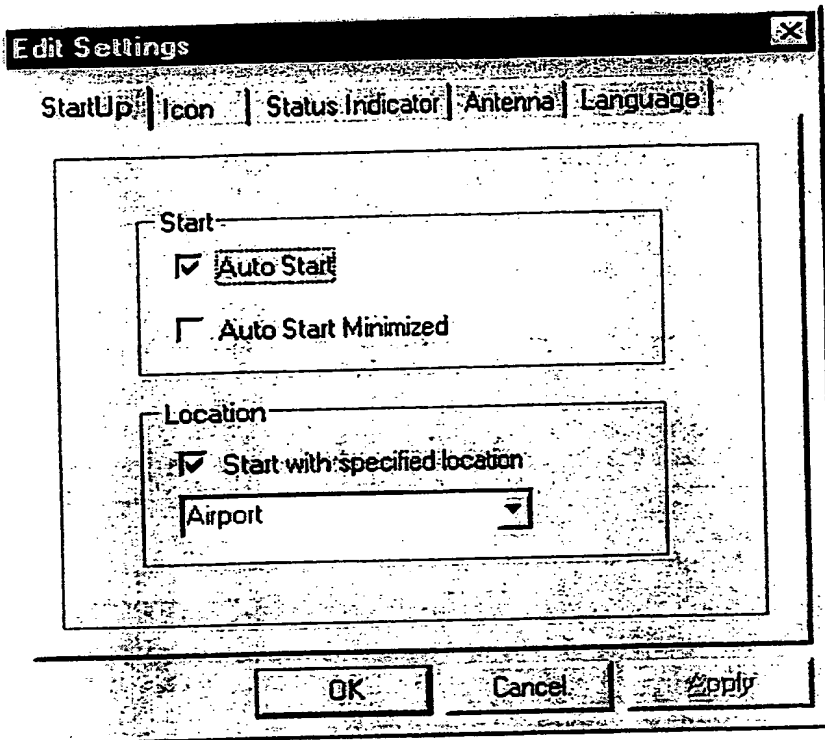 Edit Settings
StartUp Icon Status Indicator Antenna Language
Start
Auto Start
Auto Start Minimized
Location
Start with specified location
Airport
OK Cancel Apply